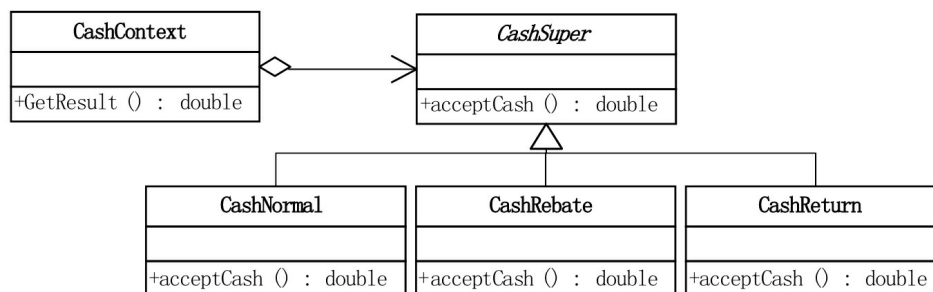 CashContext
+GetResult () : double
CashSuper
+acceptCash () : double
CashNormal
+acceptCash () : double
CashRebate
+acceptCash () : double
CashReturn
+acceptCash () : double